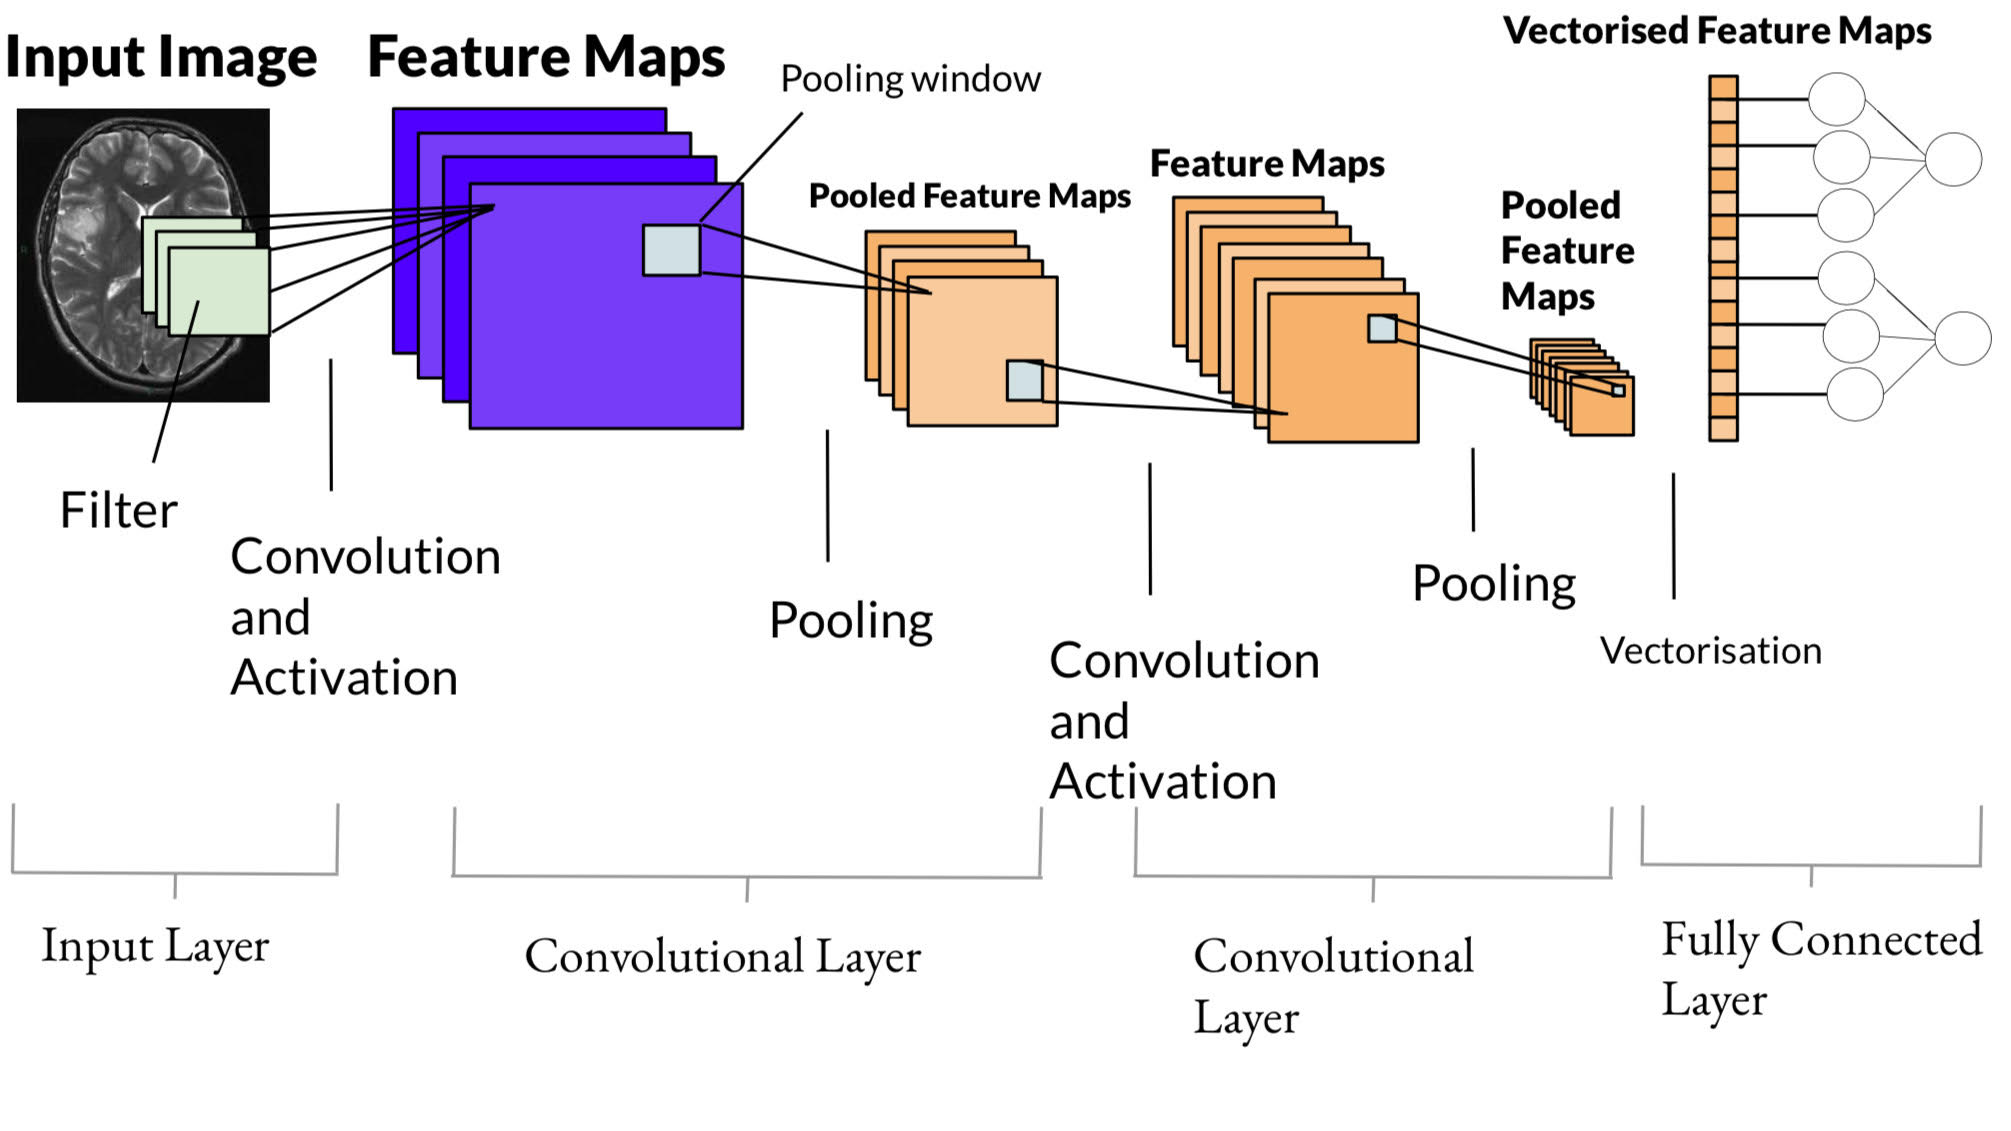 Input Image
Feature Maps
Pooling window
Vectorised Feature Maps
Pooled Feature Maps
Feature Maps
Pooled
Feature
Maps
Filter
Convolution
and
Activation
Pooling
Convolution
and
Activation
Pooling
Vectorisation
Input Layer
Convolutional Layer
Convolutional
Layer
Fully Connected
Layer